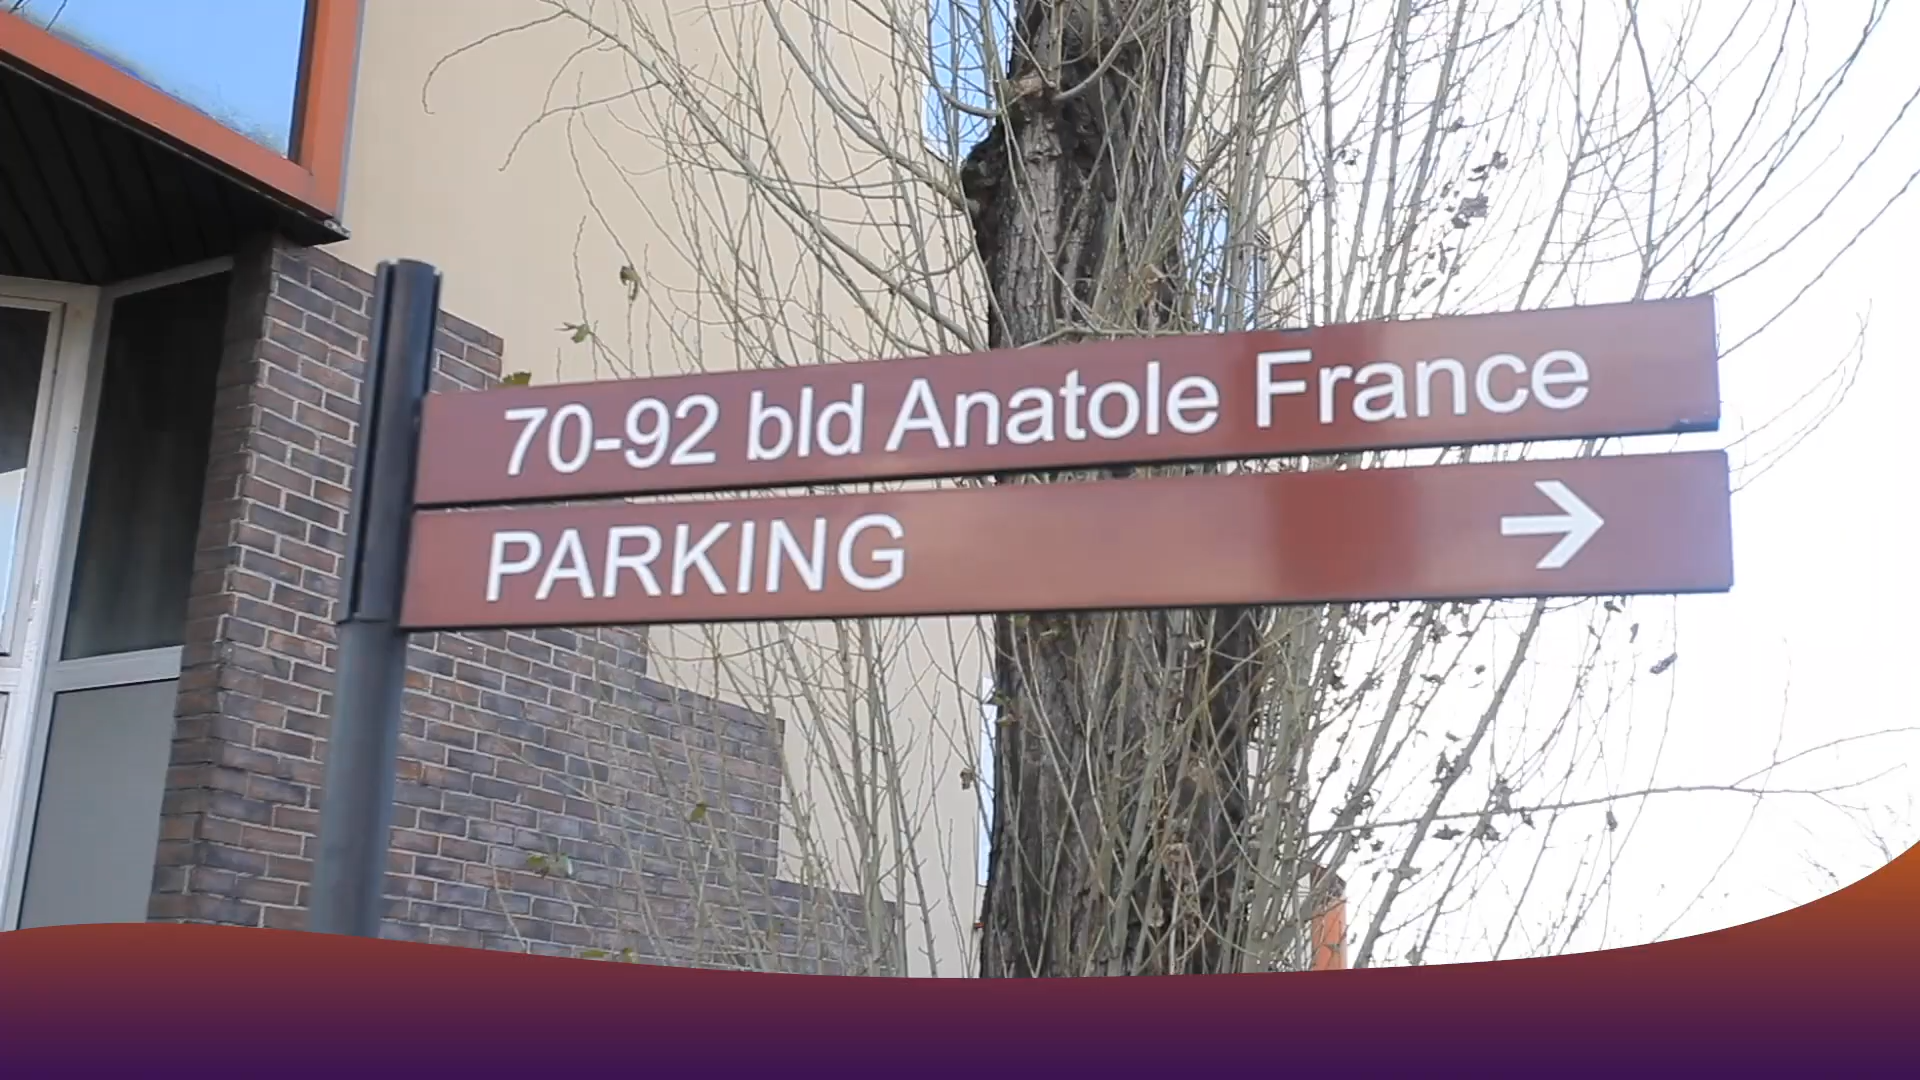 70-92 bld Anatole France
PARKING →